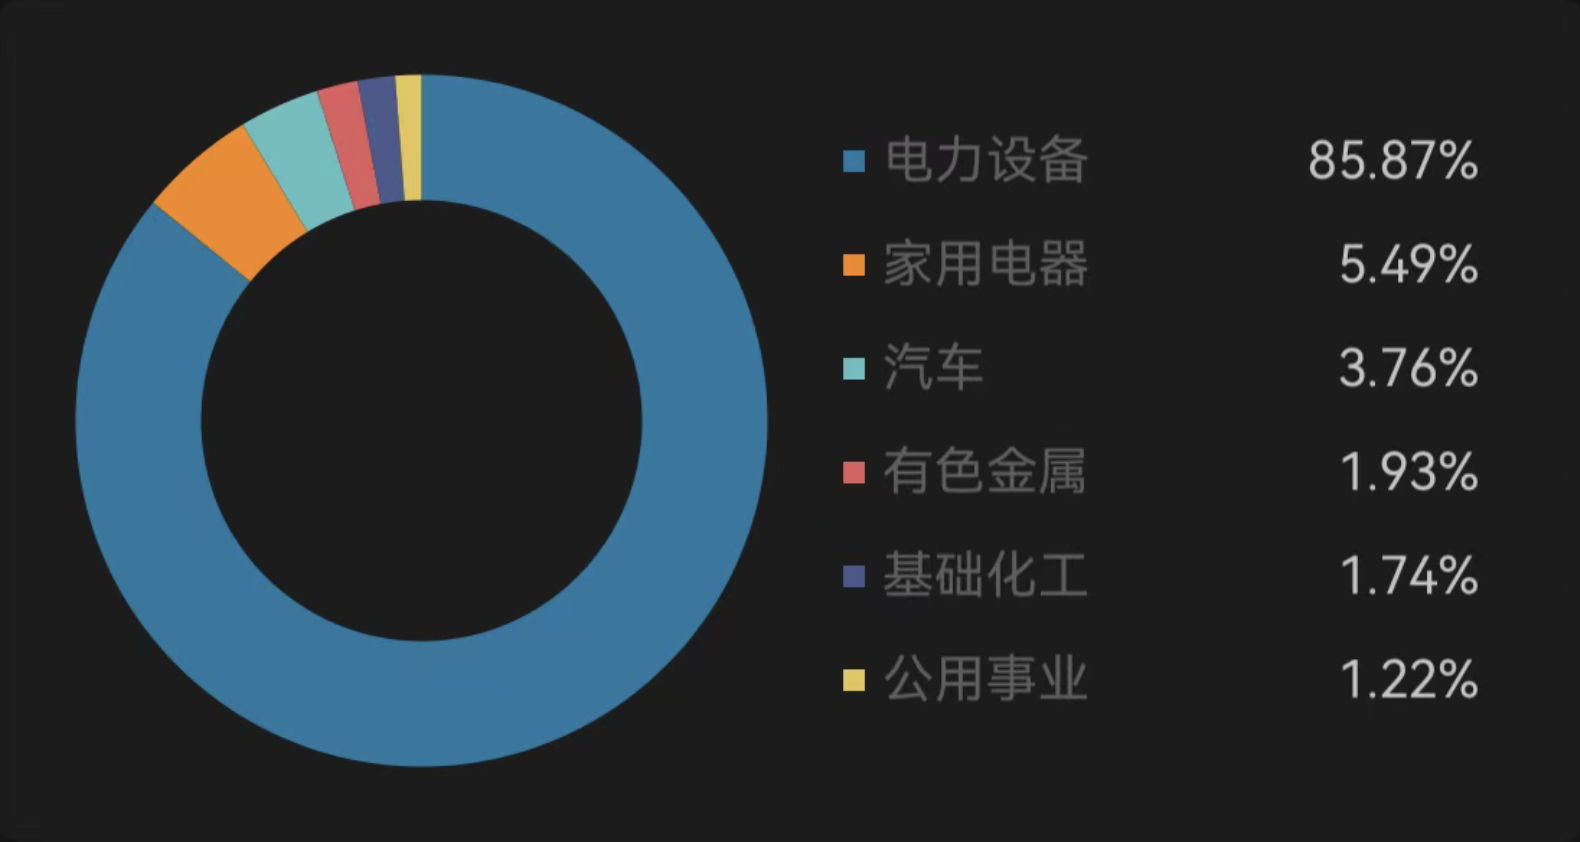 电力设备 85.87%
家用电器 5.49%
汽车 3.76%
有色金属 1.93%
基础化工 1.74%
公用事业 1.22%